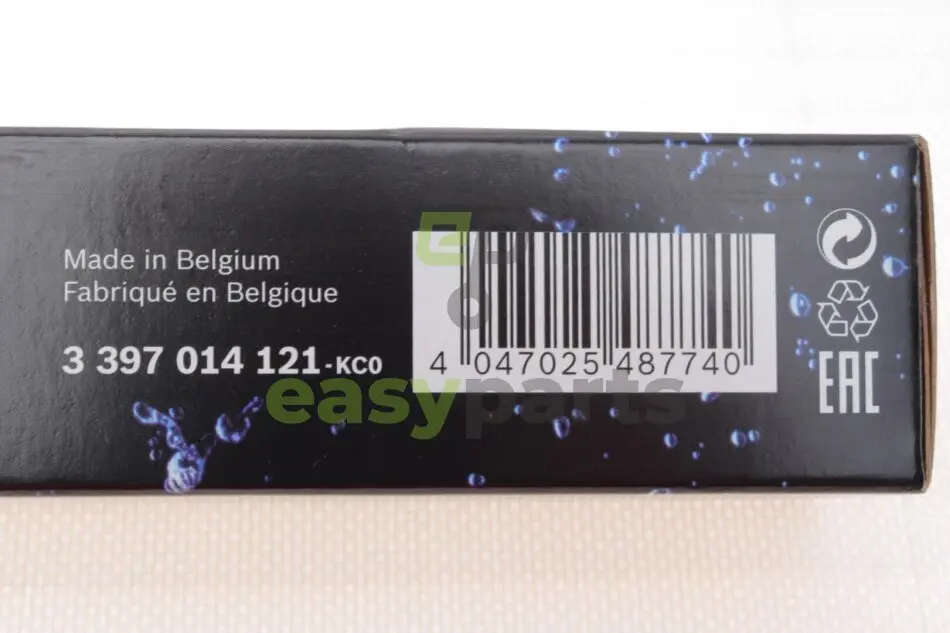 Made in Belgium
Fabriqué en Belgique
3 397 014 121-KC0
4 047025 487740
EAC
easyparts